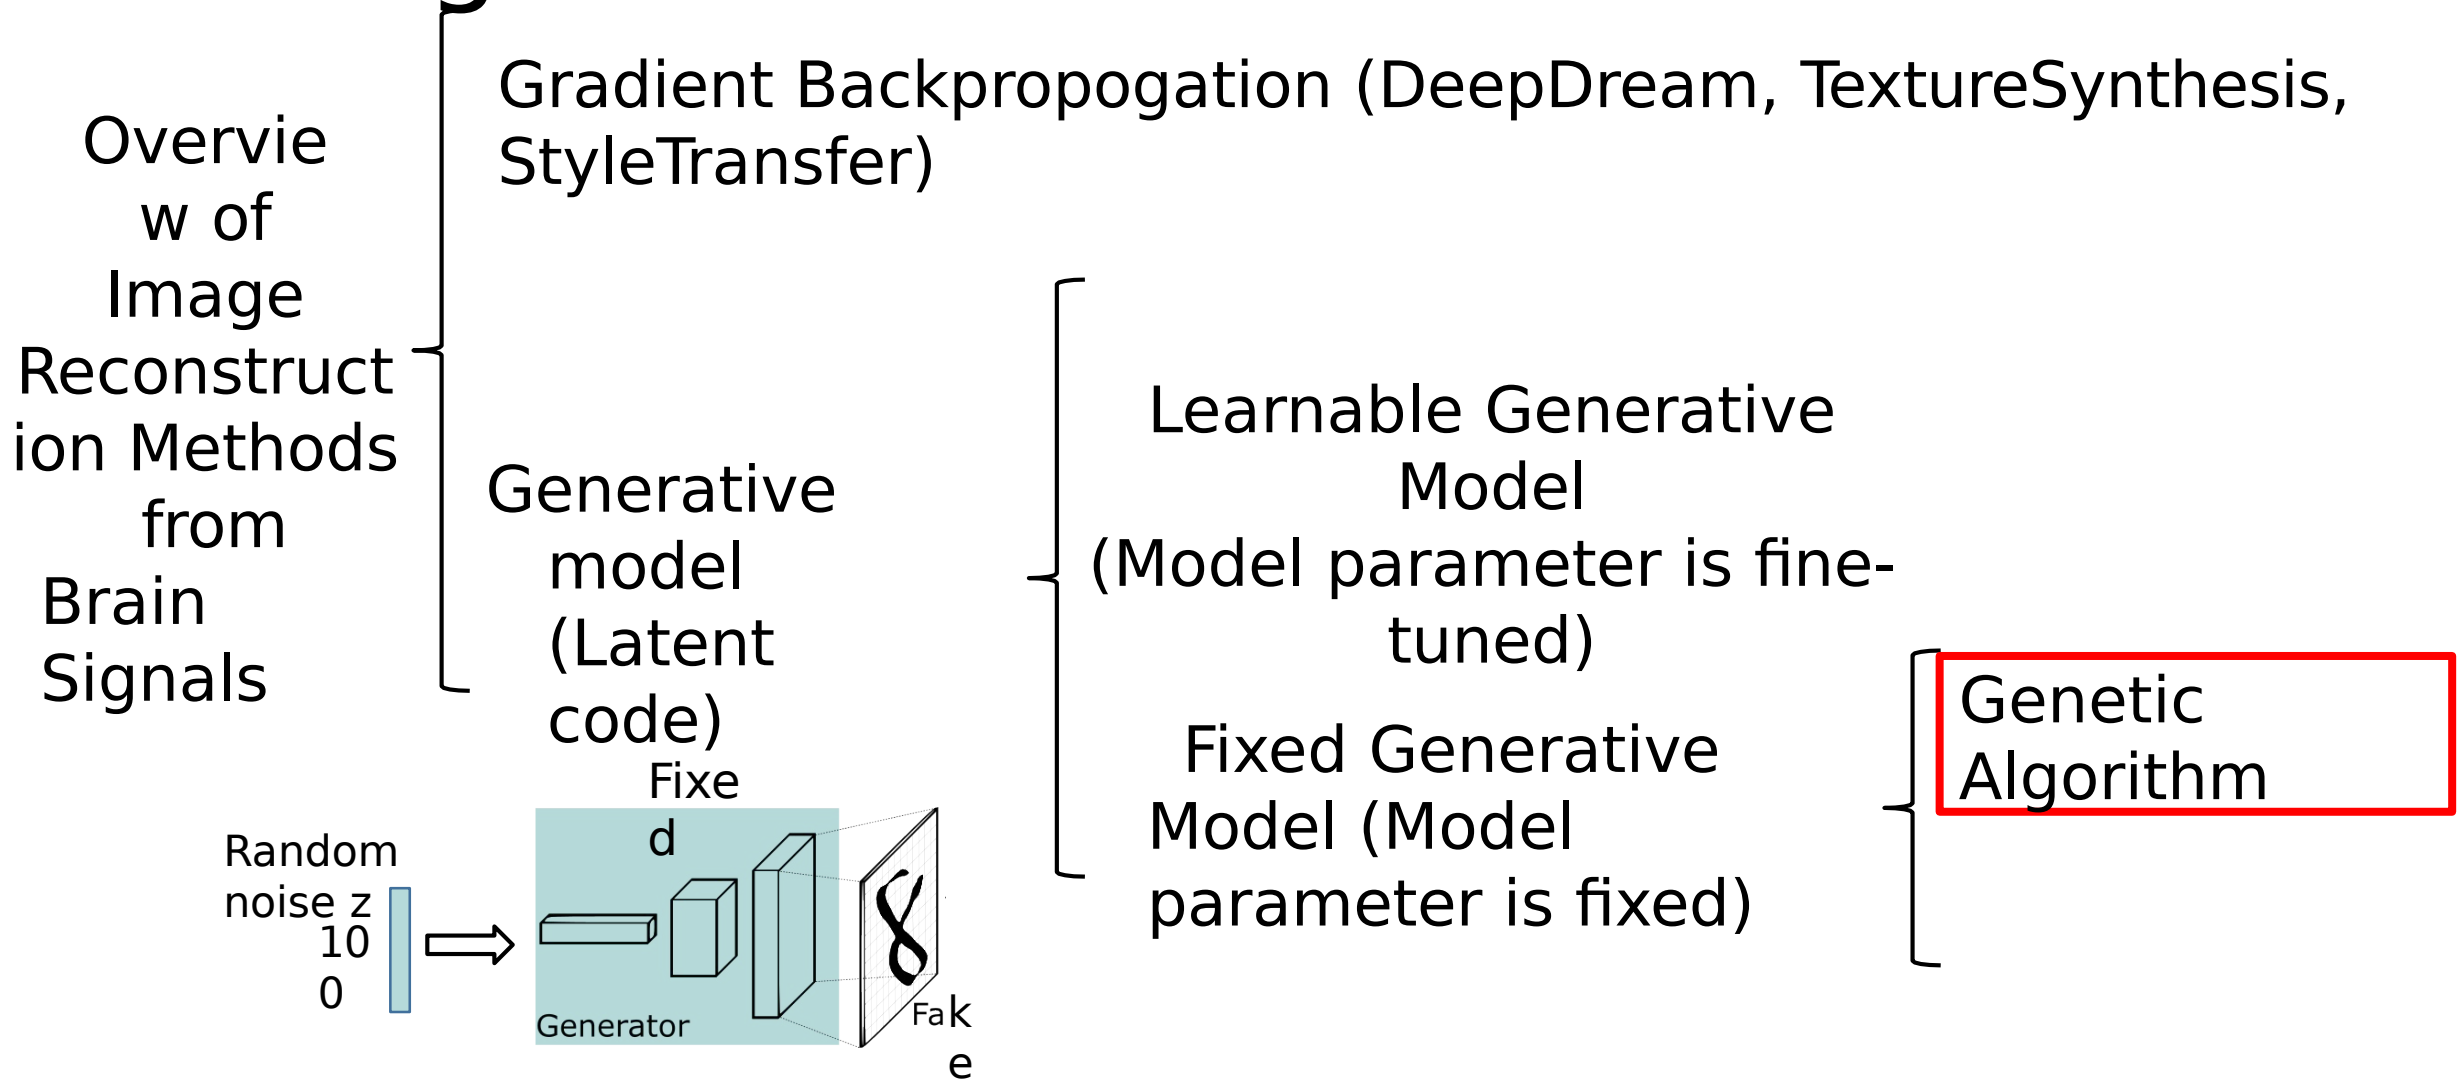 Overvie
w of
Image
Reconstruct
ion Methods
from
Brain
Signals
Gradient Backpropogation (DeepDream, TextureSynthesis,
StyleTransfer)
Generative
model
(Latent
code)
Learnable Generative
Model
(Model parameter is fine-
tuned)
Fixed Generative
Model (Model
parameter is fixed)
Genetic
Algorithm
Fixe
d
Random
noise z
10
0
Generator
8
Fak
e